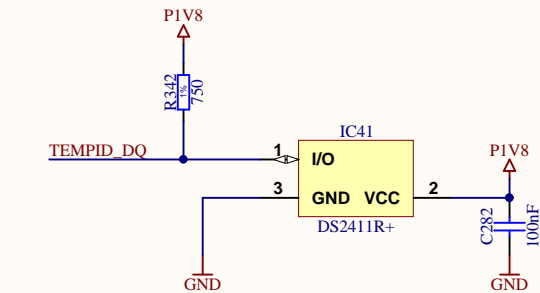 P1V8
R342
1%
750
TEMPID_DQ
IC41
1
I/O
P1V8
3
GND VCC
2
DS2411R+
C282
100nF
GND
GND